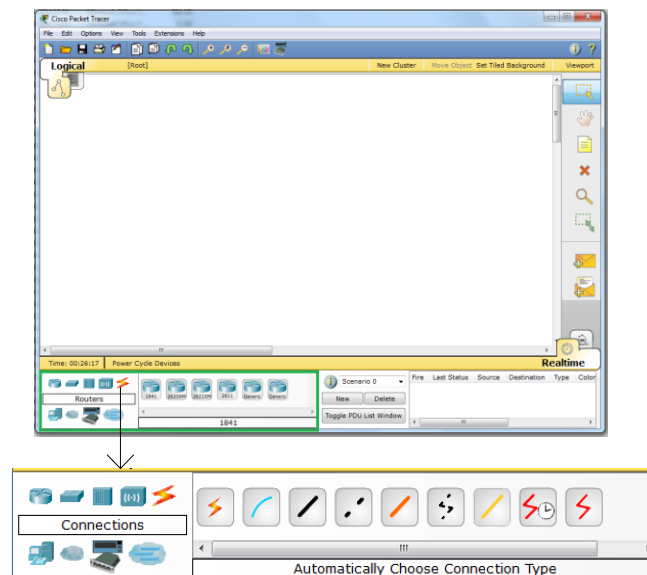 Cisco Packet Tracer
File Edit Options View Tools Extensions Help
Logical [Root] New Cluster Move Object Set Tiled Background Viewport
Time: 00:26:17 Power Cycle Devices Realtime
Routers
1841 2620XM 2621XM 2811 Generic Generic
1841
Scenario 0
New Delete
Toggle PDU List Window
Fire Last Status Source Destination Type Color
Connections
Automatically Choose Connection Type